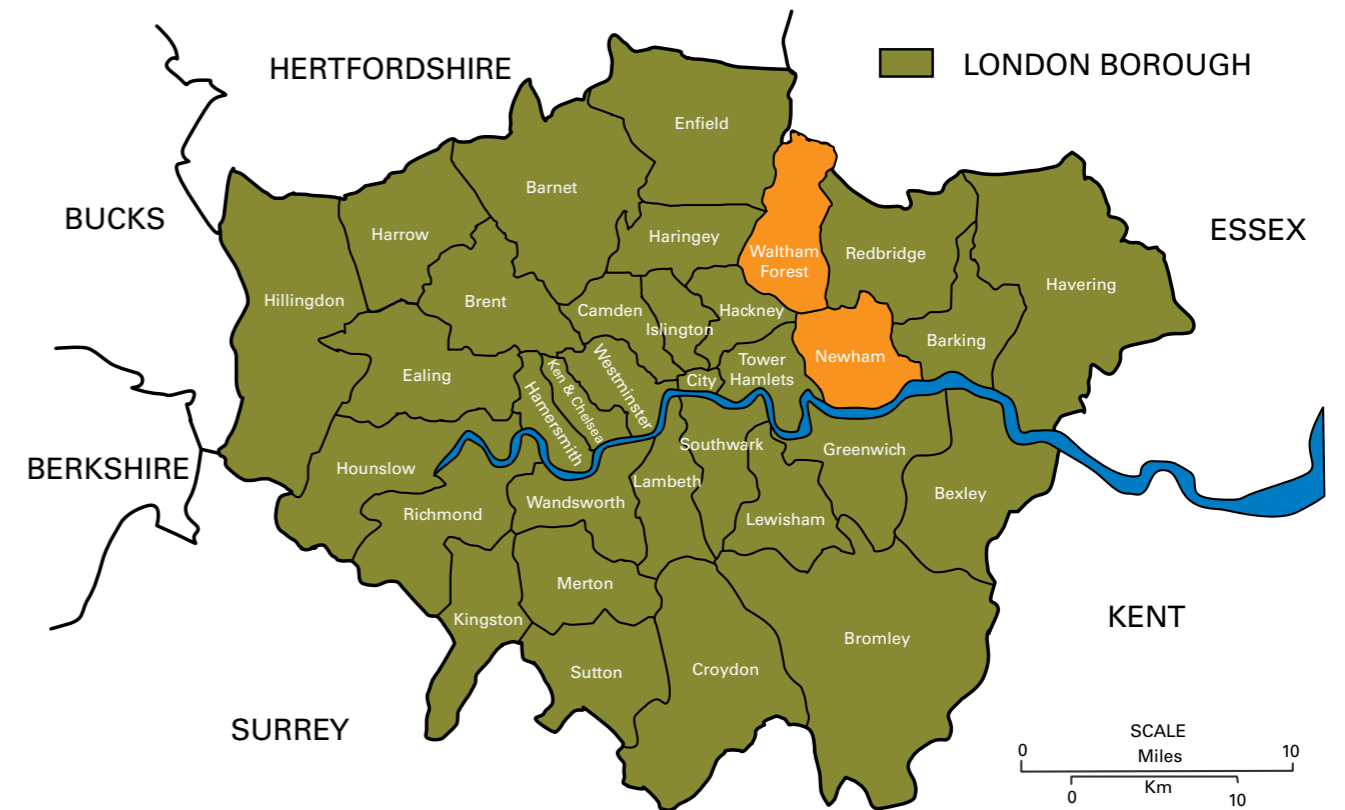 HERTFORDSHIRE
LONDON BOROUGH
Enfield
Barnet
BUCKS
Harrow
Haringey
Waltham
Forest
Redbridge
ESSEX
Hillingdon
Brent
Camden
Islington
Hackney
Havering
Ealing
Hamersmith
Ken & Chelsea
Westminster
City
Tower
Hamlets
Newham
Barking
BERKSHIRE
Hounslow
Richmond
Wandsworth
Lambeth
Southwark
Lewisham
Greenwich
Bexley
Merton
Kingston
Sutton
Croydon
Bromley
KENT
SURREY
SCALE
0 Miles 10
Km
0 10